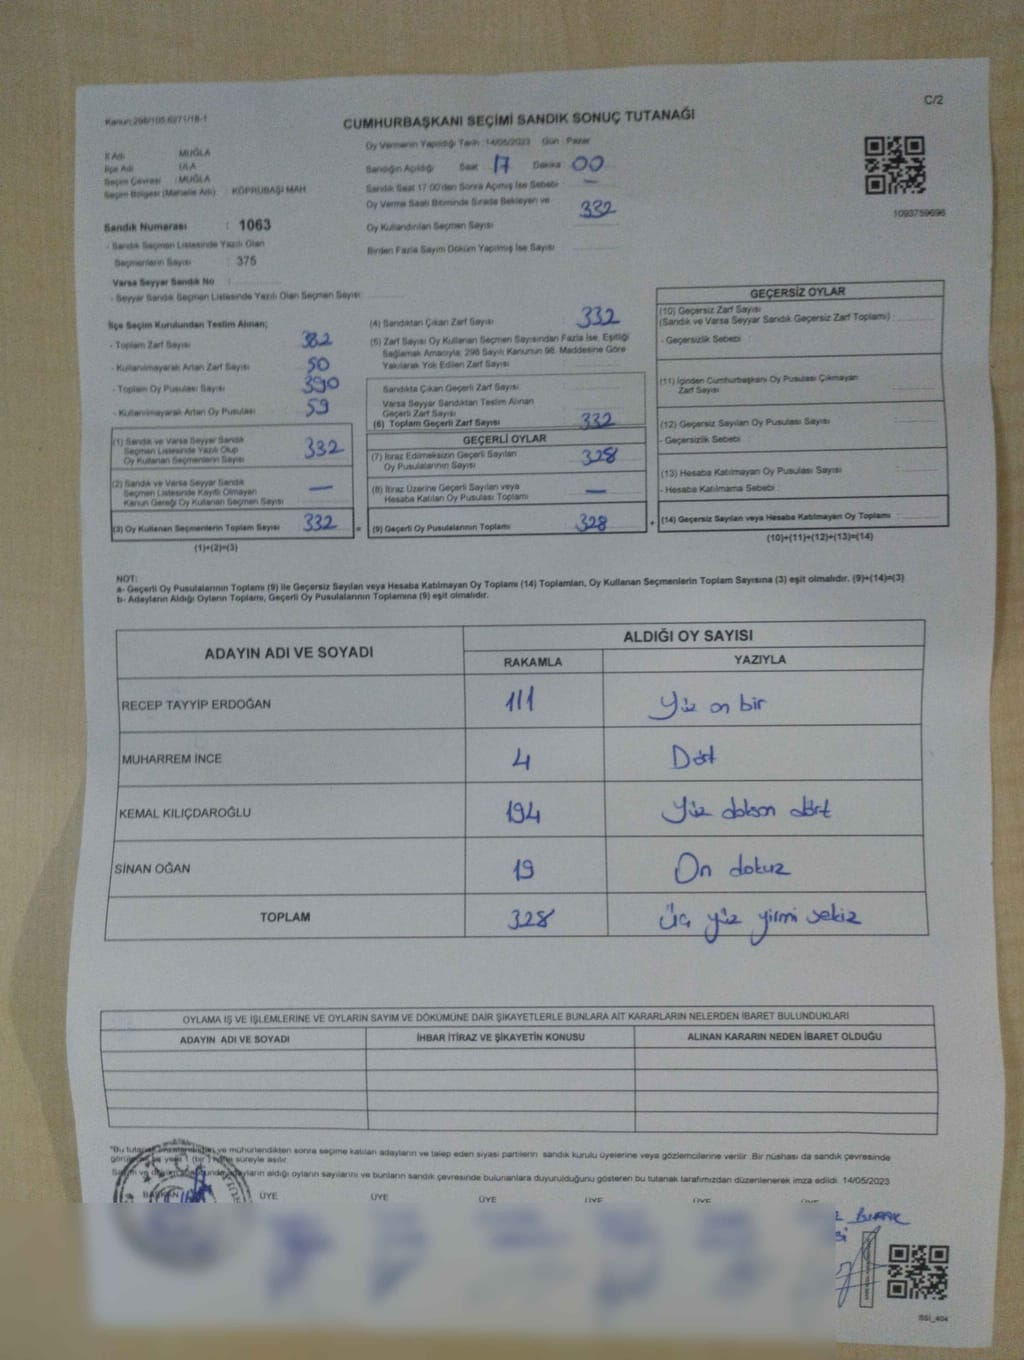 Kanun:298/105,6271/18-1
C/2
CUMHURBAŞKANI SEÇİMİ SANDIK SONUÇ TUTANAĞI
Oy Vermenin Yapıldığı Tarih : 14/05/2023 Gün : Pazar
İl Adı : MUĞLA
İlçe Adı : ULA
Seçim Çevresi : MUĞLA
Seçim Bölgesi (Mahalle Adı) : KÖPRÜBAŞI MAH.
Sandığın Açıldığı Saat : 17 Dakika : 00
Sandık Saat 17:00'den Sonra Açılmış İse Sebebi : —
Oy Verme Saati Bitiminde Sırada Bekleyen ve
Oy Kullandırılan Seçmen Sayısı 332
Birden Fazla Sayım Döküm Yapılmış İse Sayısı
1093759696
Sandık Numarası : 1063
- Sandık Seçmen Listesinde Yazılı Olan
Seçmenlerin Sayısı : 375
Varsa Seyyar Sandık No :
- Seyyar Sandık Seçmen Listesinde Yazılı Olan Seçmen Sayısı:
İlçe Seçim Kurulundan Teslim Alınan;
- Toplam Zarf Sayısı : 382
- Kullanılmayarak Artan Zarf Sayısı : 50
- Toplam Oy Pusulası Sayısı : 390
- Kullanılmayarak Artan Oy Pusulası : 59
(1) Sandık ve Varsa Seyyar Sandık
Seçmen Listesinde Yazılı Olup
Oy Kullanan Seçmenlerin Sayısı : 332
(2) Sandık ve Varsa Seyyar Sandık
Seçmen Listesinde Kayıtlı Olmayan
Kanun Gereği Oy Kullanan Seçmen Sayısı : —
(3) Oy Kullanan Seçmenlerin Toplam Sayısı : 332 =
(1)+(2)=(3)
(4) Sandıktan Çıkan Zarf Sayısı : 332
(5) Zarf Sayısı Oy Kullanan Seçmen Sayısından Fazla İse, Eşitliği
Sağlamak Amacıyla; 298 Sayılı Kanunun 98. Maddesine Göre
Yakılarak Yok Edilen Zarf Sayısı :
Sandıkta Çıkan Geçerli Zarf Sayısı :
Varsa Seyyar Sandıktan Teslim Alınan
Geçerli Zarf Sayısı :
(6) Toplam Geçerli Zarf Sayısı : 332
GEÇERLİ OYLAR
(7) İtiraz Edilmeksizin Geçerli Sayılan
Oy Pusulalarının Sayısı : 328
(8) İtiraz Üzerine Geçerli Sayılan veya
Hesaba Katılan Oy Pusulası Toplamı : —
(9) Geçerli Oy Pusulalarının Toplamı : 328 +
GEÇERSİZ OYLAR
(10) Geçersiz Zarf Sayısı
(Sandık ve Varsa Seyyar Sandık Geçersiz Zarf Toplamı) :
- Geçersizlik Sebebi :
(11) İçinden Cumhurbaşkanı Oy Pusulası Çıkmayan
Zarf Sayısı :
(12) Geçersiz Sayılan Oy Pusulası Sayısı :
- Geçersizlik Sebebi :
(13) Hesaba Katılmayan Oy Pusulası Sayısı :
- Hesaba Katılmama Sebebi :
(14) Geçersiz Sayılan veya Hesaba Katılmayan Oy Toplamı :
(10)+(11)+(12)+(13)=(14)
NOT:
a- Geçerli Oy Pusulalarının Toplamı (9) ile Geçersiz Sayılan veya Hesaba Katılmayan Oy Toplamı (14) Toplamları, Oy Kullanan Seçmenlerin Toplam Sayısına (3) eşit olmalıdır. (9)+(14)=(3)
b- Adayların Aldığı Oyların Toplamı, Geçerli Oy Pusulalarının Toplamına (9) eşit olmalıdır.
ADAYIN ADI VE SOYADI
ALDIĞI OY SAYISI
RAKAMLA YAZIYLA
RECEP TAYYİP ERDOĞAN 111 Yüz on bir
MUHARREM İNCE 4 Dört
KEMAL KILIÇDAROĞLU 194 Yüz doksan dört
SİNAN OĞAN 19 On dokuz
TOPLAM 328 Üç yüz yirmi sekiz
OYLAMA İŞ VE İŞLEMLERİNE VE OYLARIN SAYIM VE DÖKÜMÜNE DAİR ŞİKAYETLERLE BUNLARA AİT KARARLARIN NELERDEN İBARET BULUNDUKLARI
ADAYIN ADI VE SOYADI İHBAR İTİRAZ VE ŞİKAYETİN KONUSU ALINAN KARARIN NEDEN İBARET OLDUĞU
*Bu tutanak ve mühürlendikten sonra seçime katılan adayların ve talep eden siyasi partilerin sandık kurulu üyelerine veya gözlemcilerine verilir. Bir nüshası da sandık çevresinde
(bir) hafta süreyle asılır.
adayların aldığı oyların sayılarını ve bunların sandık çevresinde bulunanlara duyurulduğunu gösteren bu tutanak tarafımızdan düzenlenerek imza edildi. 14/05/2023
BAŞKAN ÜYE ÜYE ÜYE ÜYE ÜYE ÜYE
SSİ_404